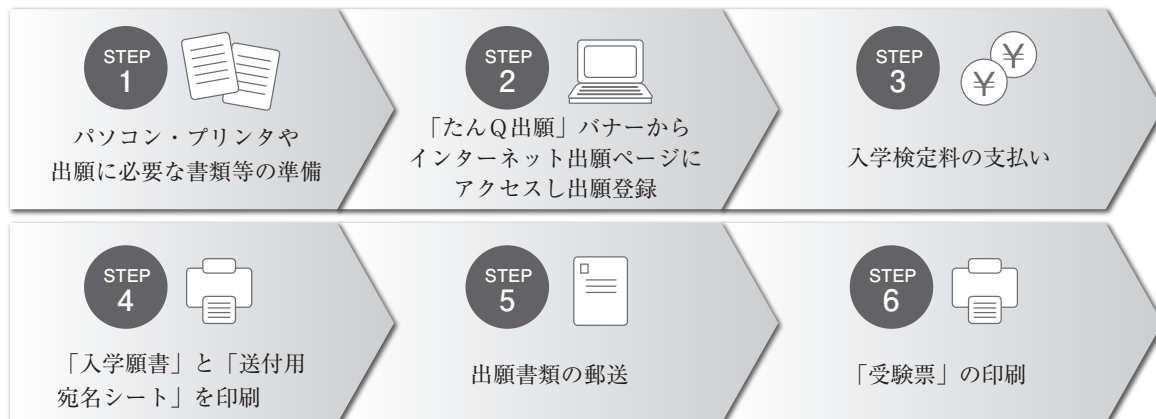 STEP
1
パソコン・プリンタや
出願に必要な書類等の準備
STEP
2
「たんQ出願」バナーから
インターネット出願ページに
アクセスし出願登録
STEP
3
¥
¥
入学検定料の支払い
STEP
4
「入学願書」と「送付用
宛名シート」を印刷
STEP
5
出願書類の郵送
STEP
6
「受験票」の印刷